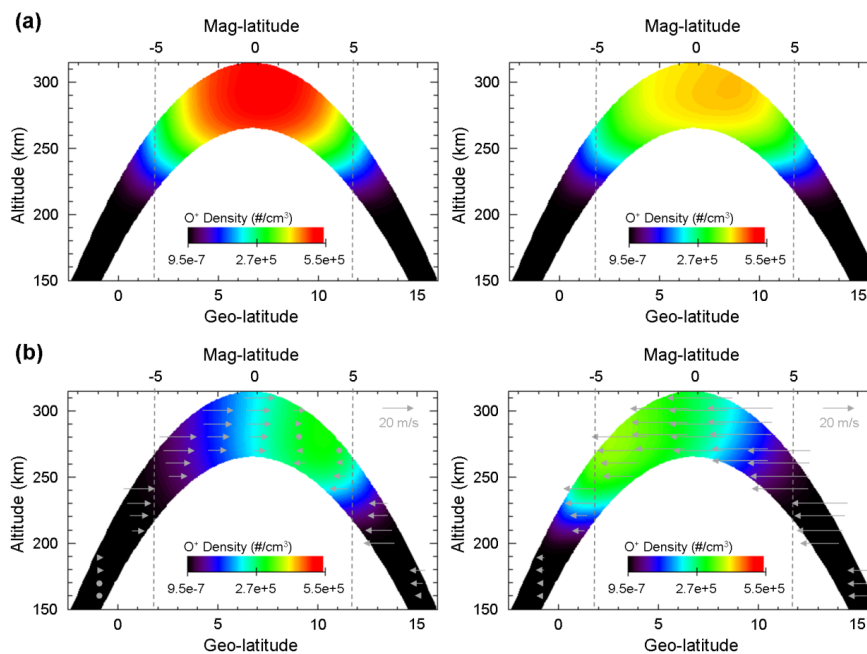 (a)
Mag-latitude
-5 0 5
300
250
200
150
Altitude (km)
O⁺ Density (#/cm³)
9.5e-7 2.7e+5 5.5e+5
0 5 10 15
Geo-latitude
Mag-latitude
-5 0 5
300
250
200
150
Altitude (km)
O⁺ Density (#/cm³)
9.5e-7 2.7e+5 5.5e+5
0 5 10 15
Geo-latitude
(b)
Mag-latitude
-5 0 5
300
250
200
150
Altitude (km)
20 m/s
O⁺ Density (#/cm³)
9.5e-7 2.7e+5 5.5e+5
0 5 10 15
Geo-latitude
Mag-latitude
-5 0 5
300
250
200
150
Altitude (km)
20 m/s
O⁺ Density (#/cm³)
9.5e-7 2.7e+5 5.5e+5
0 5 10 15
Geo-latitude